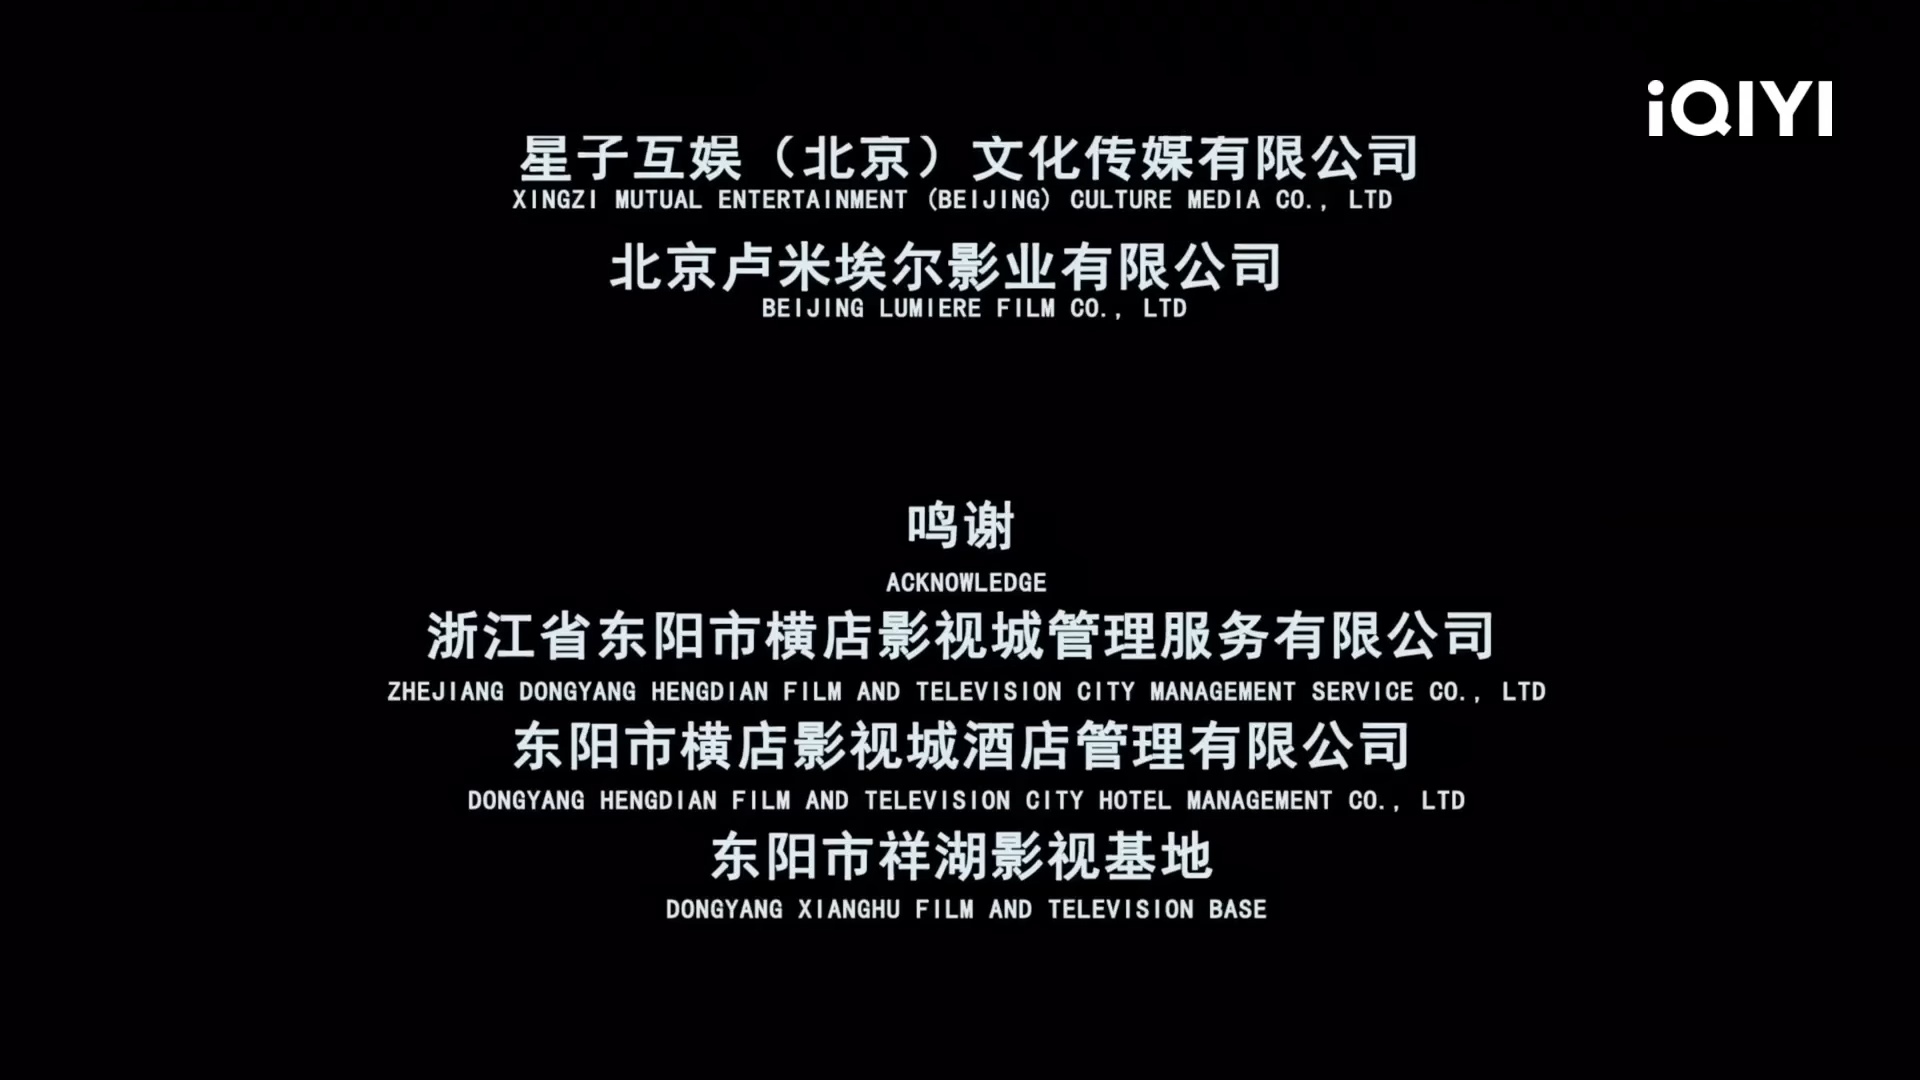 iQIYI
星子互娱（北京）文化传媒有限公司
XINGZI MUTUAL ENTERTAINMENT (BEIJING) CULTURE MEDIA CO., LTD
北京卢米埃尔影业有限公司
BEIJING LUMIERE FILM CO., LTD
鸣谢
ACKNOWLEDGE
浙江省东阳市横店影视城管理服务有限公司
ZHEJIANG DONGYANG HENGDIAN FILM AND TELEVISION CITY MANAGEMENT SERVICE CO., LTD
东阳市横店影视城酒店管理有限公司
DONGYANG HENGDIAN FILM AND TELEVISION CITY HOTEL MANAGEMENT CO., LTD
东阳市祥湖影视基地
DONGYANG XIANGHU FILM AND TELEVISION BASE